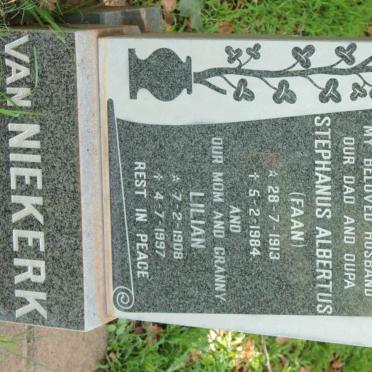 MY BELOVED HUSBAND
OUR DAD AND OUPA
STEPHANUS ALBERTUS
(FAAN)
☆ 28-7-1913
✝ 5-2-1984
AND
OUR MOM AND GRANNY
LILIAN
☆ 7-2-1908
✝ 4-7-1997
REST IN PEACE
VAN NIEKERK